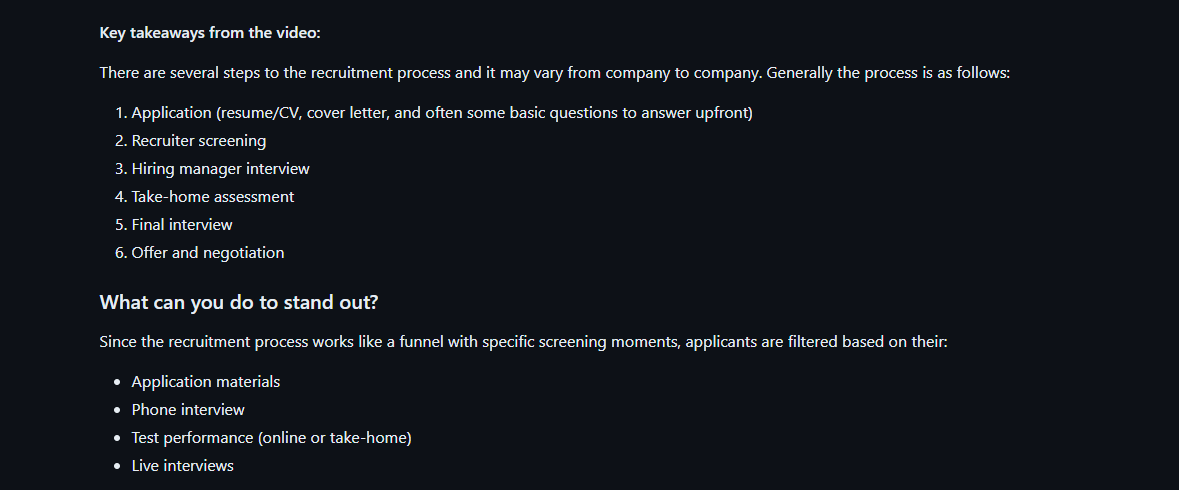 Key takeaways from the video:
There are several steps to the recruitment process and it may vary from company to company. Generally the process is as follows:
1. Application (resume/CV, cover letter, and often some basic questions to answer upfront)
2. Recruiter screening
3. Hiring manager interview
4. Take-home assessment
5. Final interview
6. Offer and negotiation
What can you do to stand out?
Since the recruitment process works like a funnel with specific screening moments, applicants are filtered based on their:
• Application materials
• Phone interview
• Test performance (online or take-home)
• Live interviews